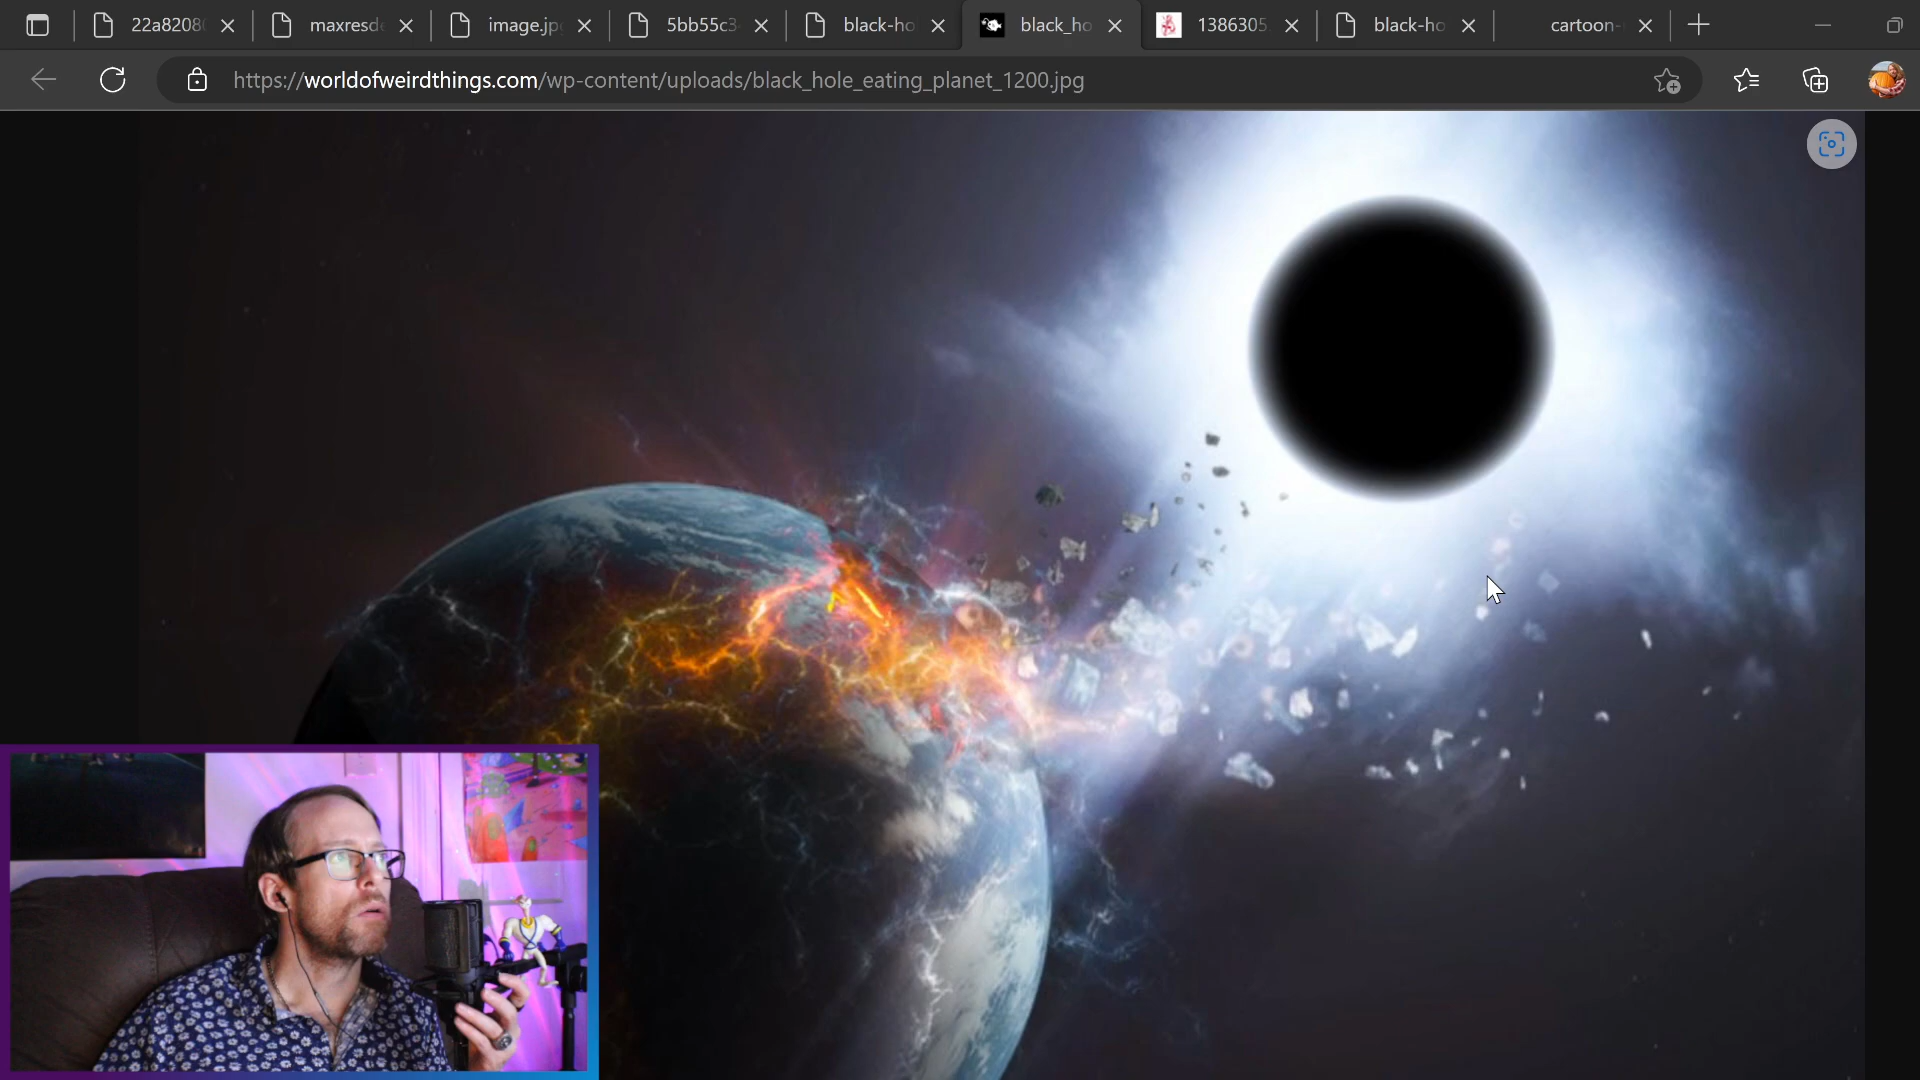 22a8208
maxresd
image.jp
5bb55c3
black-ho
black_ho
1386305
black-ho
cartoon-
https://worldofweirdthings.com/wp-content/uploads/black_hole_eating_planet_1200.jpg